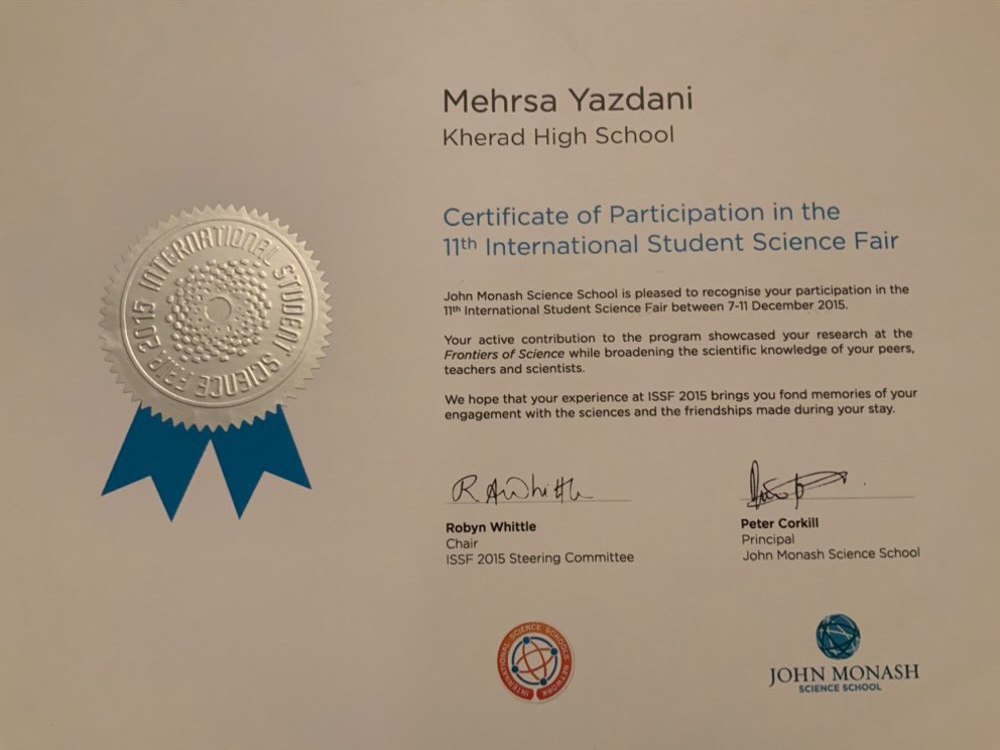 Mehrsa Yazdani
Kherad High School
Certificate of Participation in the
11th International Student Science Fair
John Monash Science School is pleased to recognise your participation in the
11th International Student Science Fair between 7-11 December 2015.
Your active contribution to the program showcased your research at the
Frontiers of Science while broadening the scientific knowledge of your peers,
teachers and scientists.
We hope that your experience at ISSF 2015 brings you fond memories of your
engagement with the sciences and the friendships made during your stay.
INTERNATIONAL STUDENT SCIENCE FAIR 2015
R A Whittle
Robyn Whittle
Chair
ISSF 2015 Steering Committee
Peter Corkill
Principal
John Monash Science School
INTERNATIONAL SCIENCE SCHOOLS NETWORK
JOHN MONASH
SCIENCE SCHOOL